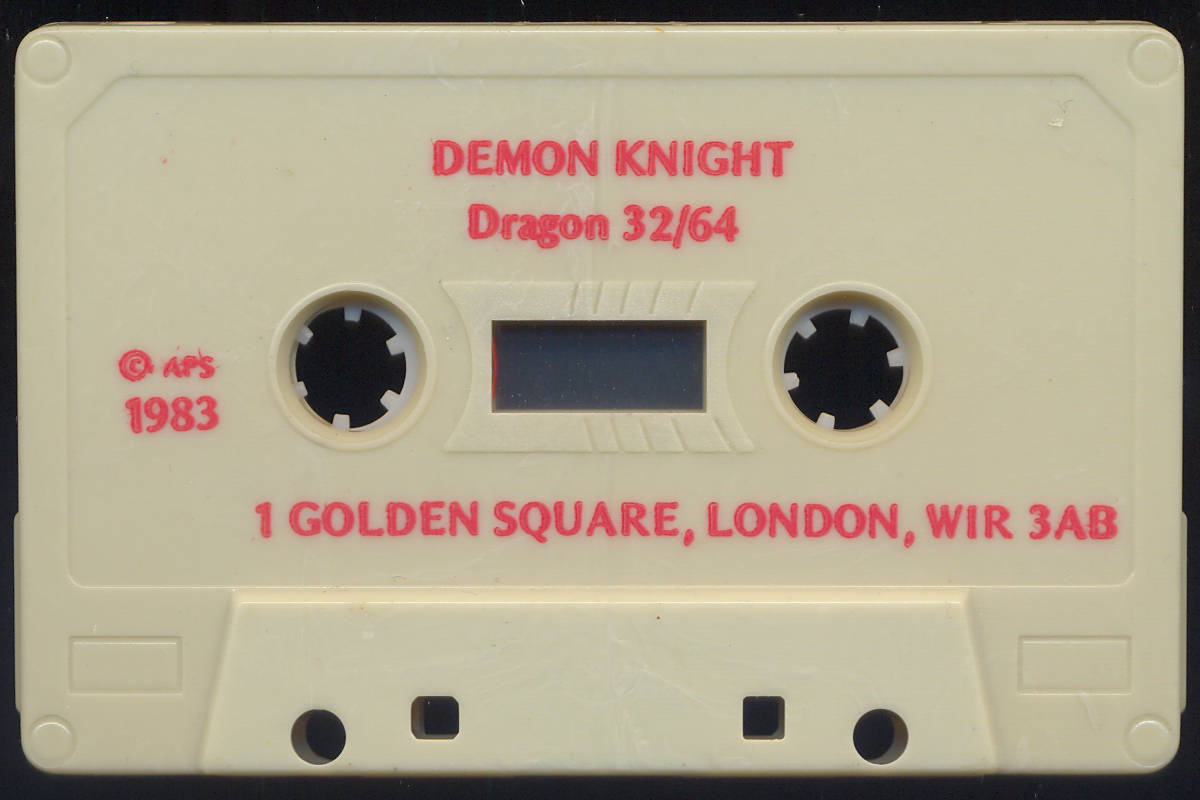 DEMON KNIGHT
Dragon 32/64
© APS
1983
1 GOLDEN SQUARE, LONDON, WIR 3AB